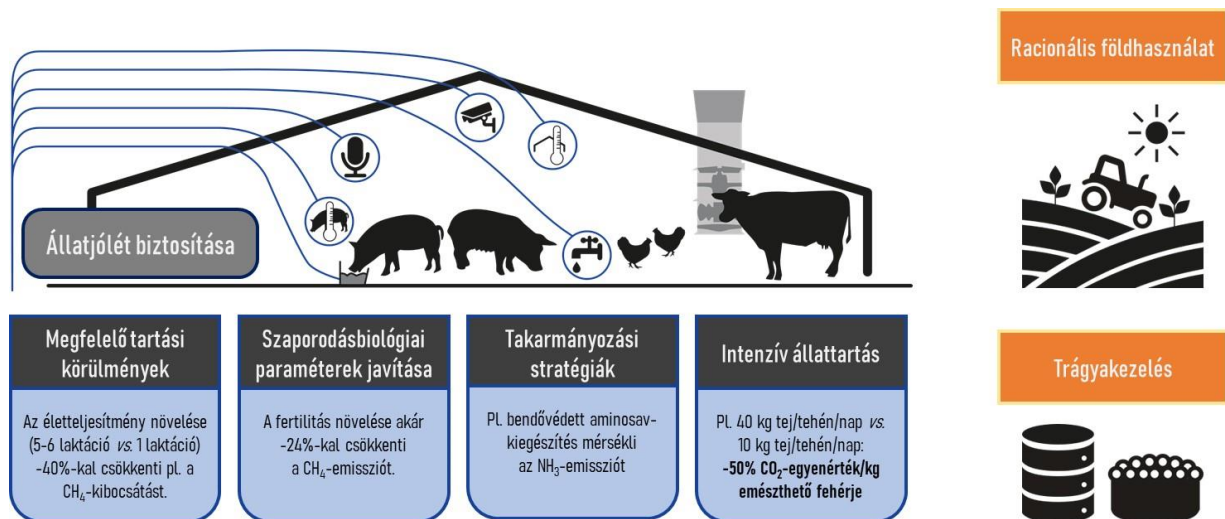 Racionális földhasználat
Állatjólét biztosítása
Megfelelő tartási
körülmények
Az életteljesítmény növelése
(5-6 laktáció vs. 1 laktáció)
-40%-kal csökkenti pl. a
CH₄-kibocsátást.
Szaporodásbiológiai
paraméterek javítása
A fertilitás növelése akár
-24%-kal csökkenti
a CH₄-emissziót.
Takarmányozási
stratégiák
Pl. bendővédett aminosav-
kiegészítés mérsékli
az NH₃-emissziót
Intenzív állattartás
Pl. 40 kg tej/tehén/nap vs.
10 kg tej/tehén/nap:
-50% CO₂-egyenérték/kg
emészthető fehérje
Trágyakezelés